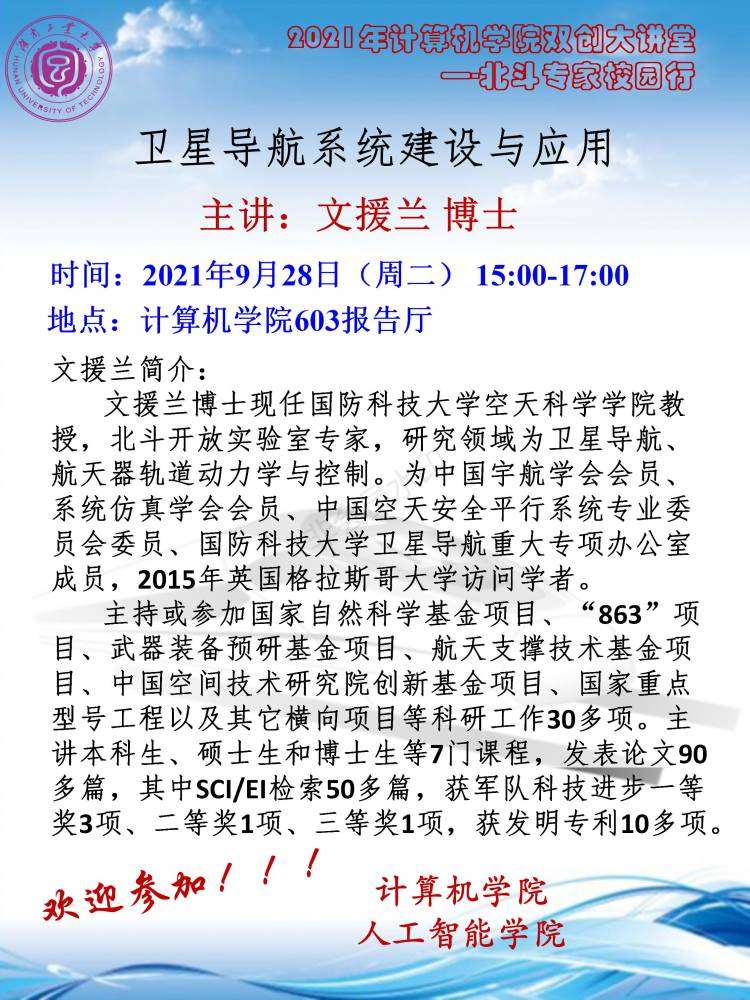 湖南工业大学
HUNAN UNIVERSITY OF TECHNOLOGY
2021年计算机学院双创大讲堂
—北斗专家校园行
卫星导航系统建设与应用
主讲：文援兰 博士
时间：2021年9月28日（周二） 15:00-17:00
地点：计算机学院603报告厅
文援兰简介：
文援兰博士现任国防科技大学空天科学学院教
授，北斗开放实验室专家，研究领域为卫星导航、
航天器轨道动力学与控制。为中国宇航学会会员、
系统仿真学会会员、中国空天安全平行系统专业委
员会委员、国防科技大学卫星导航重大专项办公室
成员，2015年英国格拉斯哥大学访问学者。
主持或参加国家自然科学基金项目、“863”项
目、武器装备预研基金项目、航天支撑技术基金项
目、中国空间技术研究院创新基金项目、国家重点
型号工程以及其它横向项目等科研工作30多项。主
讲本科生、硕士生和博士生等7门课程，发表论文90
多篇，其中SCI/EI检索50多篇，获军队科技进步一等
奖3项、二等奖1项、三等奖1项，获发明专利10多项。
欢迎参加！！！
计算机学院
人工智能学院